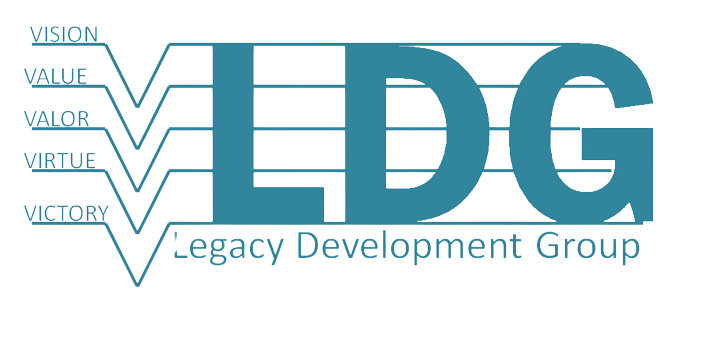 VISION
VALUE
VALOR
VIRTUE
VICTORY
LDG
Legacy Development Group